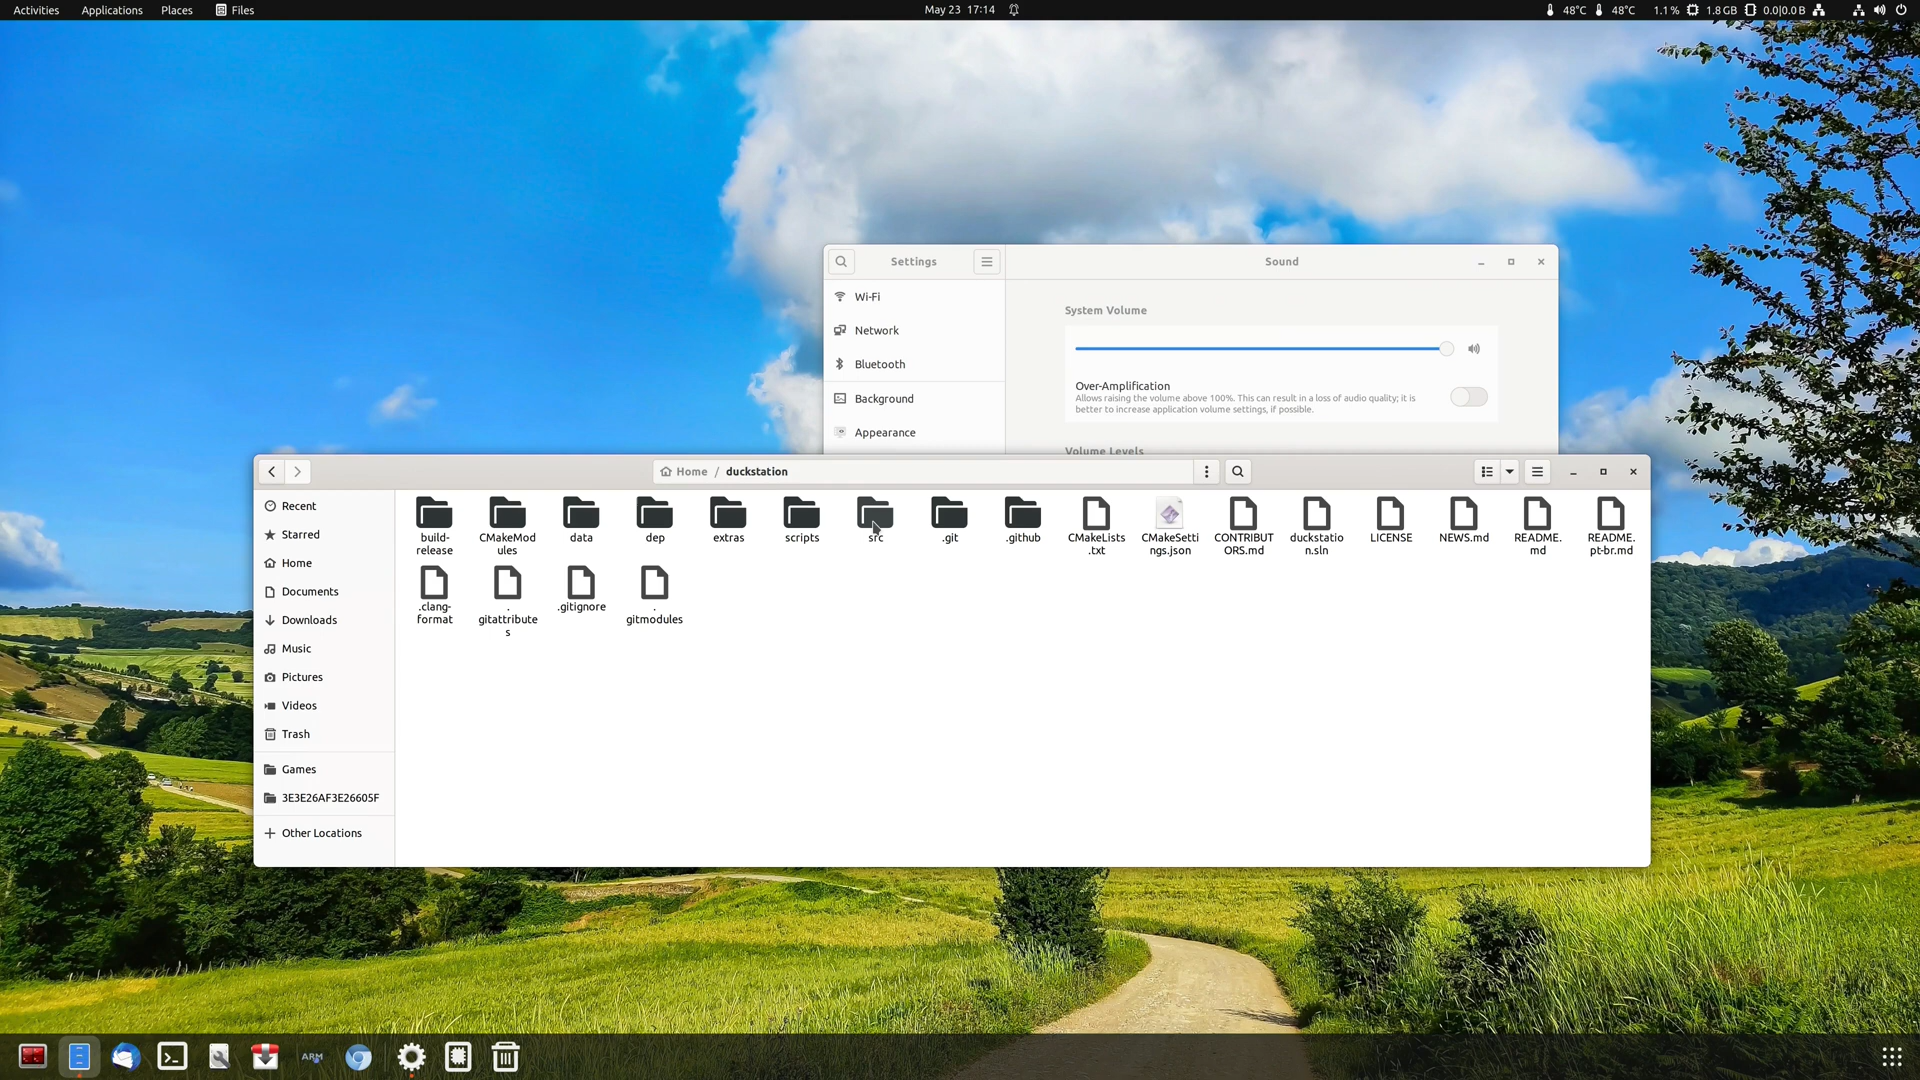 Activities Applications Places Files May 23 17:14 48°C 48°C 1.1 % 1.8 GB 0.0|0.0 B
Settings Sound
Wi-Fi
Network
Bluetooth
Background
Appearance
System Volume
Over-Amplification
Allows raising the volume above 100%. This can result in a loss of audio quality; it is
better to increase application volume settings, if possible.
Volume Levels
Home / duckstation
Recent
Starred
Home
Documents
Downloads
Music
Pictures
Videos
Trash
Games
3E3E26AF3E26605F
Other Locations
build-
release
CMakeMod
ules
data
dep
extras
scripts
src
.git
.github
CMakeLists
.txt
CMakeSetti
ngs.json
CONTRIBUT
ORS.md
duckstatio
n.sln
LICENSE
NEWS.md
README.
md
README.
pt-br.md
.clang-
format
.
gitattribute
s
.gitignore
.
gitmodules
ARM